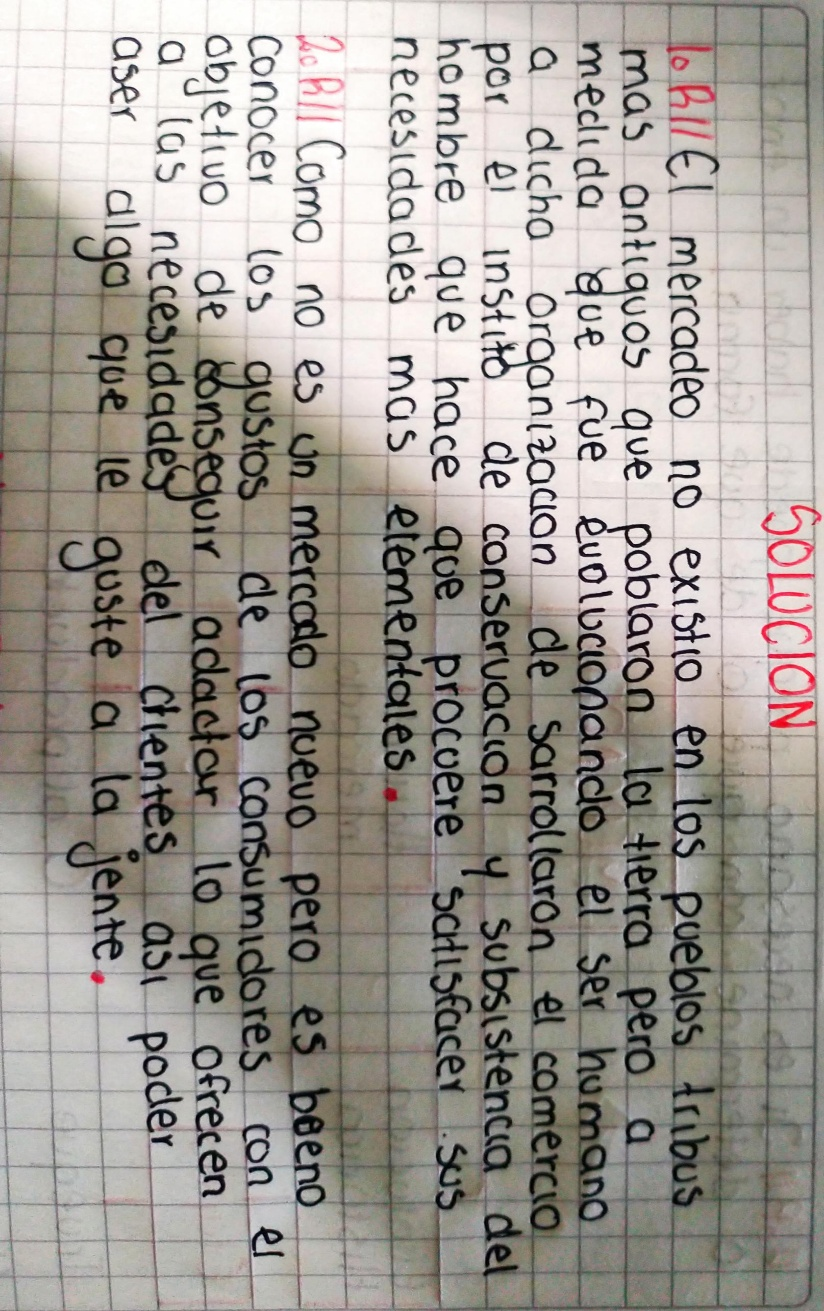 SOLUCION
1. R// El mercadeo no existio en los pueblos tribus
mas antiguos que poblaron la tierra pero a
medida que fue evolucionando el ser humano
a dicha organizacion de sarrollaron el comercio
por el instito de conservacion y subsistencia del
hombre que hace que procuere satisfacer sus
necesidades mas elementales.
2. R// Como no es un mercado nuevo pero es bueno
conocer los gustos de los consumidores con el
objetivo de conseguir adactar lo que ofrecen
a las necesidades del clientes asi poder
aser algo que le guste a la jente.